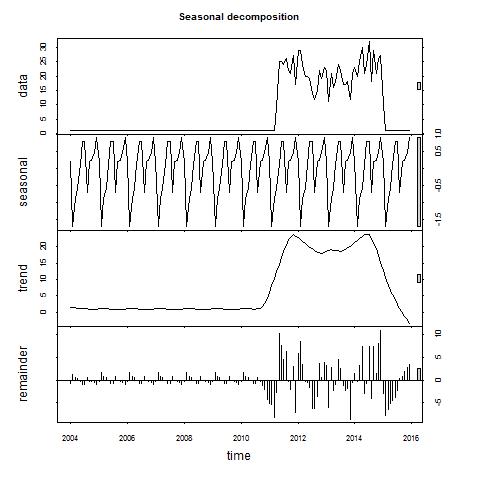 Seasonal decomposition
data
0 5 10 15 20 25 30
seasonal
-1.5 -0.5 0.5 1.0
trend
0 5 10 15 20
remainder
-5 0 5 10
2004 2006 2008 2010 2012 2014 2016
time